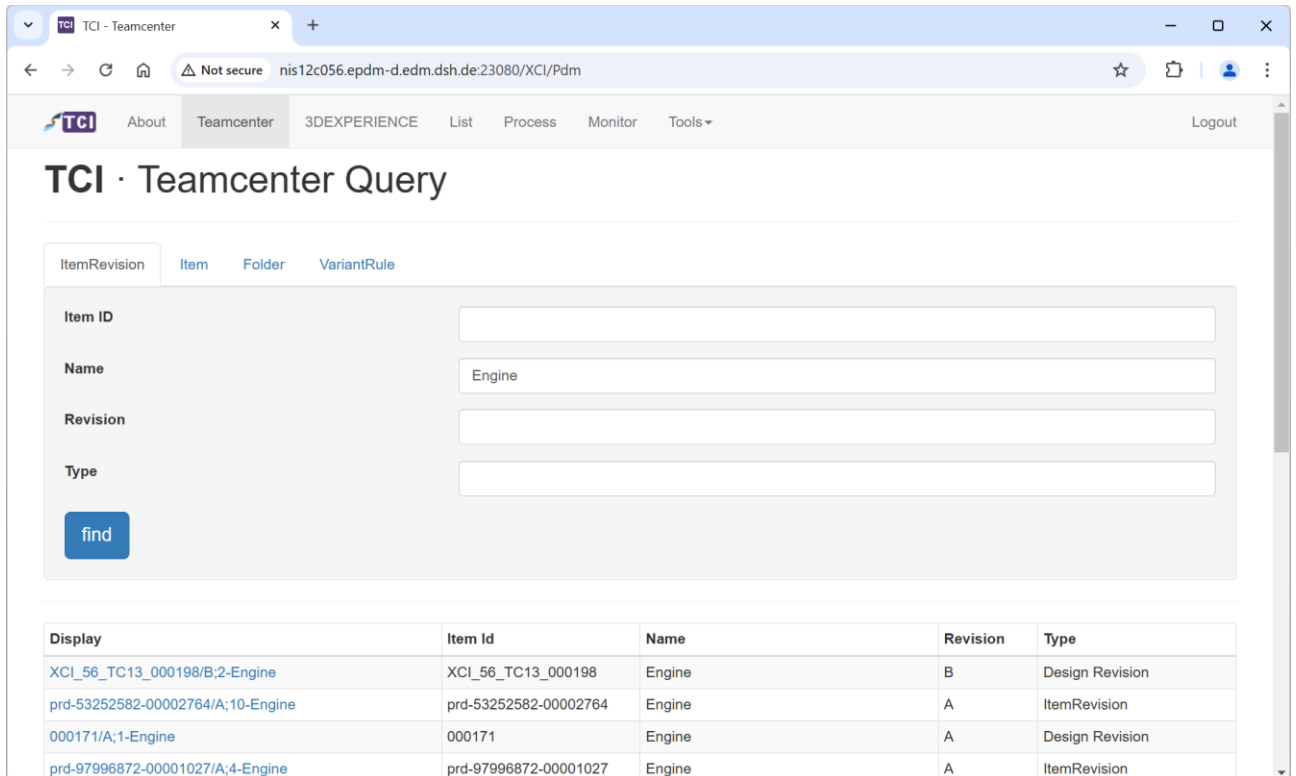 TCI TCI - Teamcenter
Not secure nis12c056.epdm-d.edm.dsh.de:23080/XCI/Pdm
TCI About Teamcenter 3DEXPERIENCE List Process Monitor Tools Logout
TCI · Teamcenter Query
ItemRevision Item Folder VariantRule
Item ID
Name Engine
Revision
Type
find
Display Item Id Name Revision Type
XCI_56_TC13_000198/B;2-Engine XCI_56_TC13_000198 Engine B Design Revision
prd-53252582-00002764/A;10-Engine prd-53252582-00002764 Engine A ItemRevision
000171/A;1-Engine 000171 Engine A Design Revision
prd-97996872-00001027/A;4-Engine prd-97996872-00001027 Engine A ItemRevision